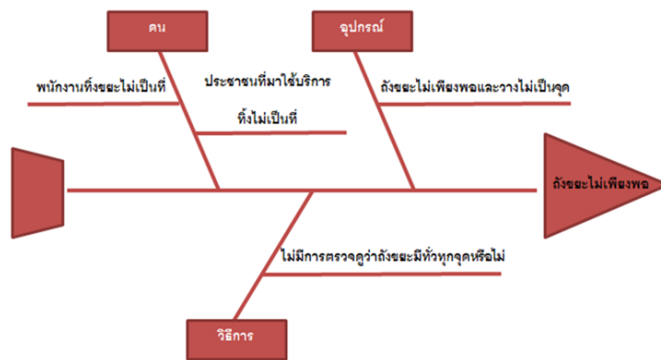 คน
อุปกรณ์
พนักงานทิ้งขยะไม่เป็นที่
ประชาชนที่มาใช้บริการ
ทิ้งไม่เป็นที่
ถังขยะไม่เพียงพอและวางไม่เป็นจุด
ถังขยะไม่เพียงพอ
ไม่มีการตรวจดูว่าถังขยะมีทั่วทุกจุดหรือไม่
วิธีการ